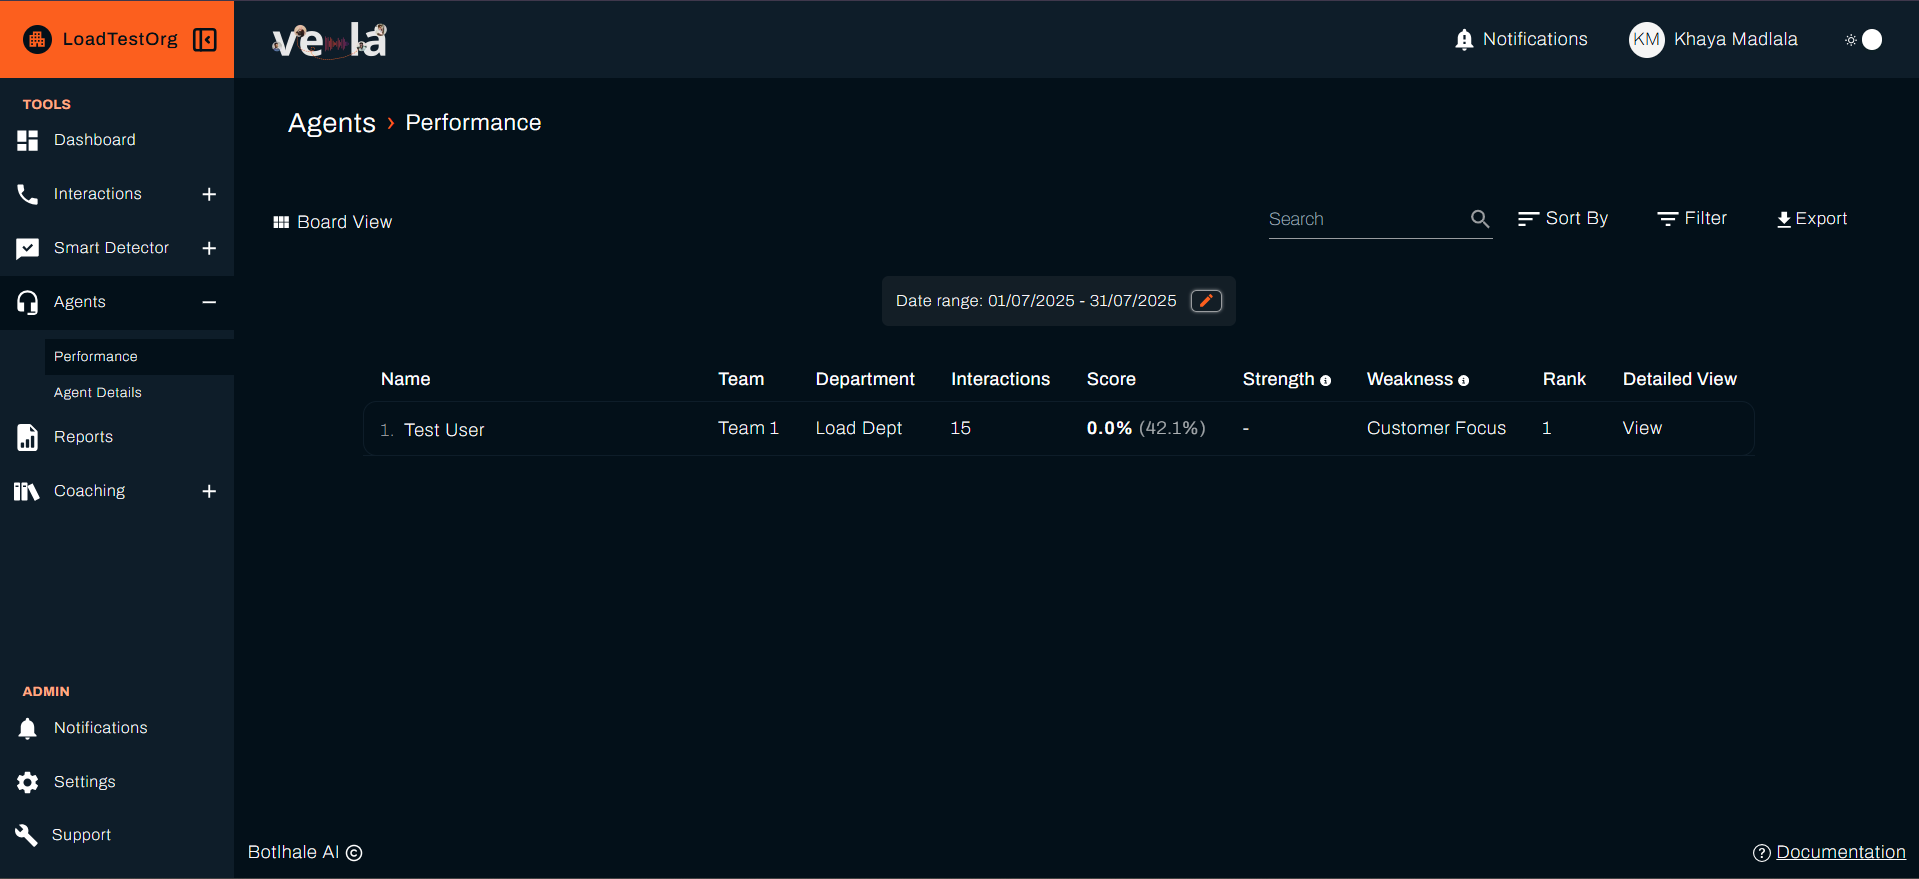 LoadTestOrg
vela
Notifications
KM Khaya Madlala
TOOLS
Dashboard
Interactions
Smart Detector
Agents
Performance
Agent Details
Reports
Coaching
ADMIN
Notifications
Settings
Support
Agents › Performance
Board View
Search
Sort By
Filter
Export
Date range: 01/07/2025 - 31/07/2025
Name Team Department Interactions Score Strength Weakness Rank Detailed View
1. Test User Team 1 Load Dept 15 0.0% (42.1%) - Customer Focus 1 View
Botlhale AI ©
Documentation